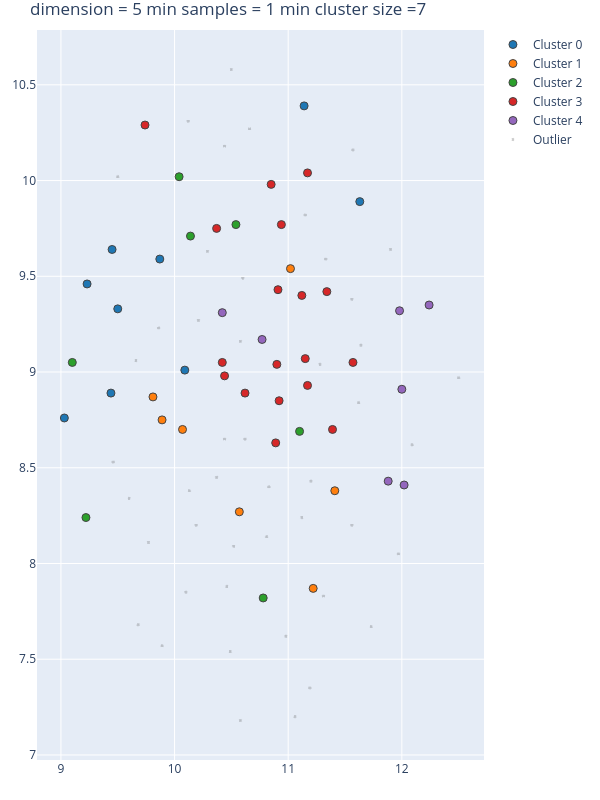 dimension = 5 min samples = 1 min cluster size =7
Cluster 0
Cluster 1
Cluster 2
Cluster 3
Cluster 4
Outlier
10.5
10
9.5
9
8.5
8
7.5
7
9 10 11 12